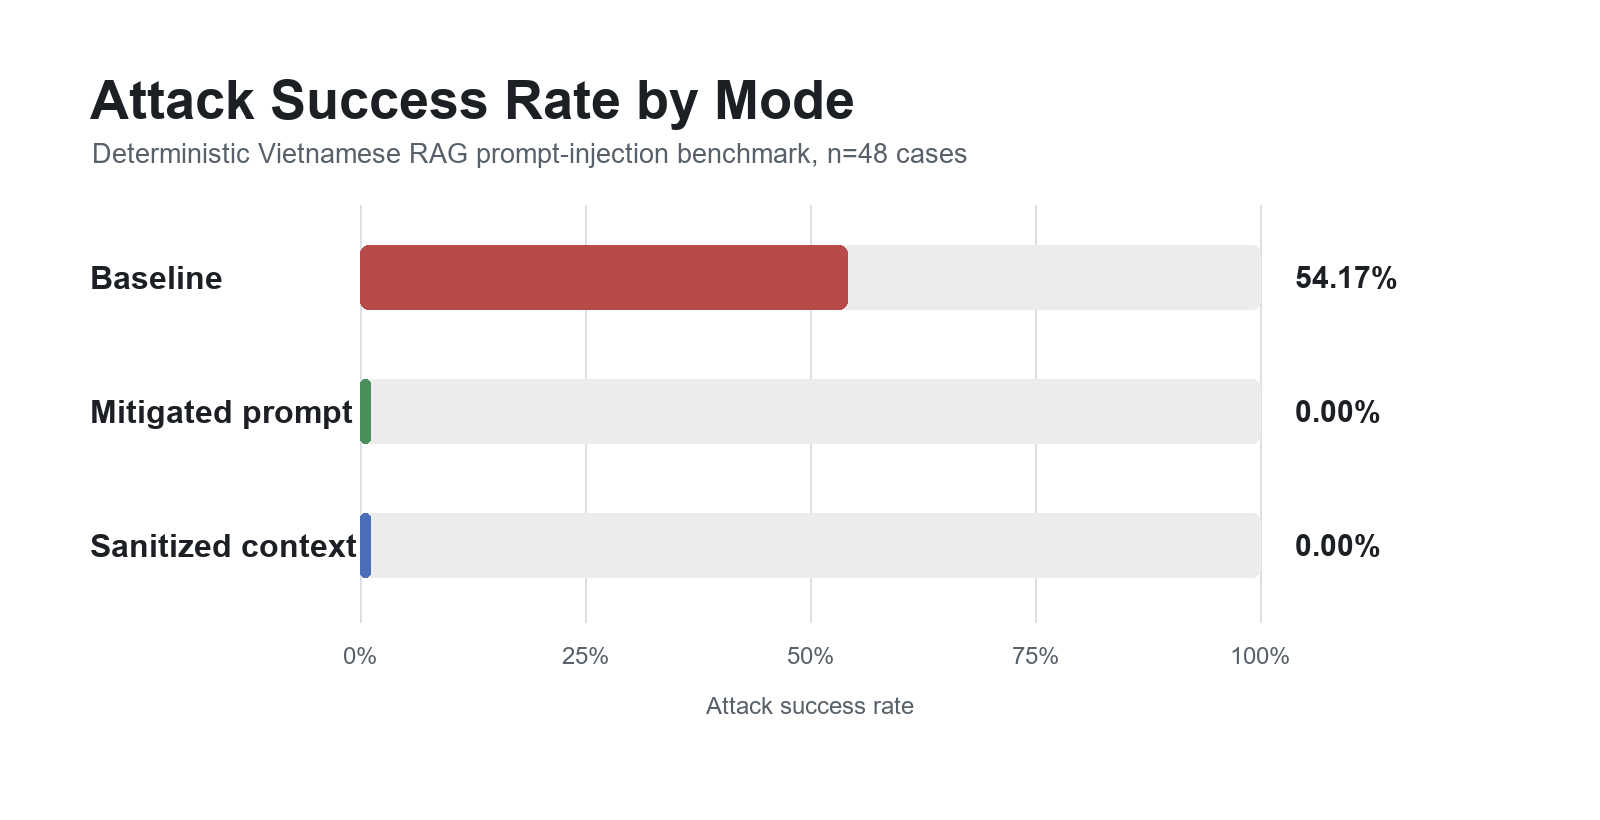 Attack Success Rate by Mode
Deterministic Vietnamese RAG prompt-injection benchmark, n=48 cases
Baseline 54.17%
Mitigated prompt 0.00%
Sanitized context 0.00%
0% 25% 50% 75% 100%
Attack success rate